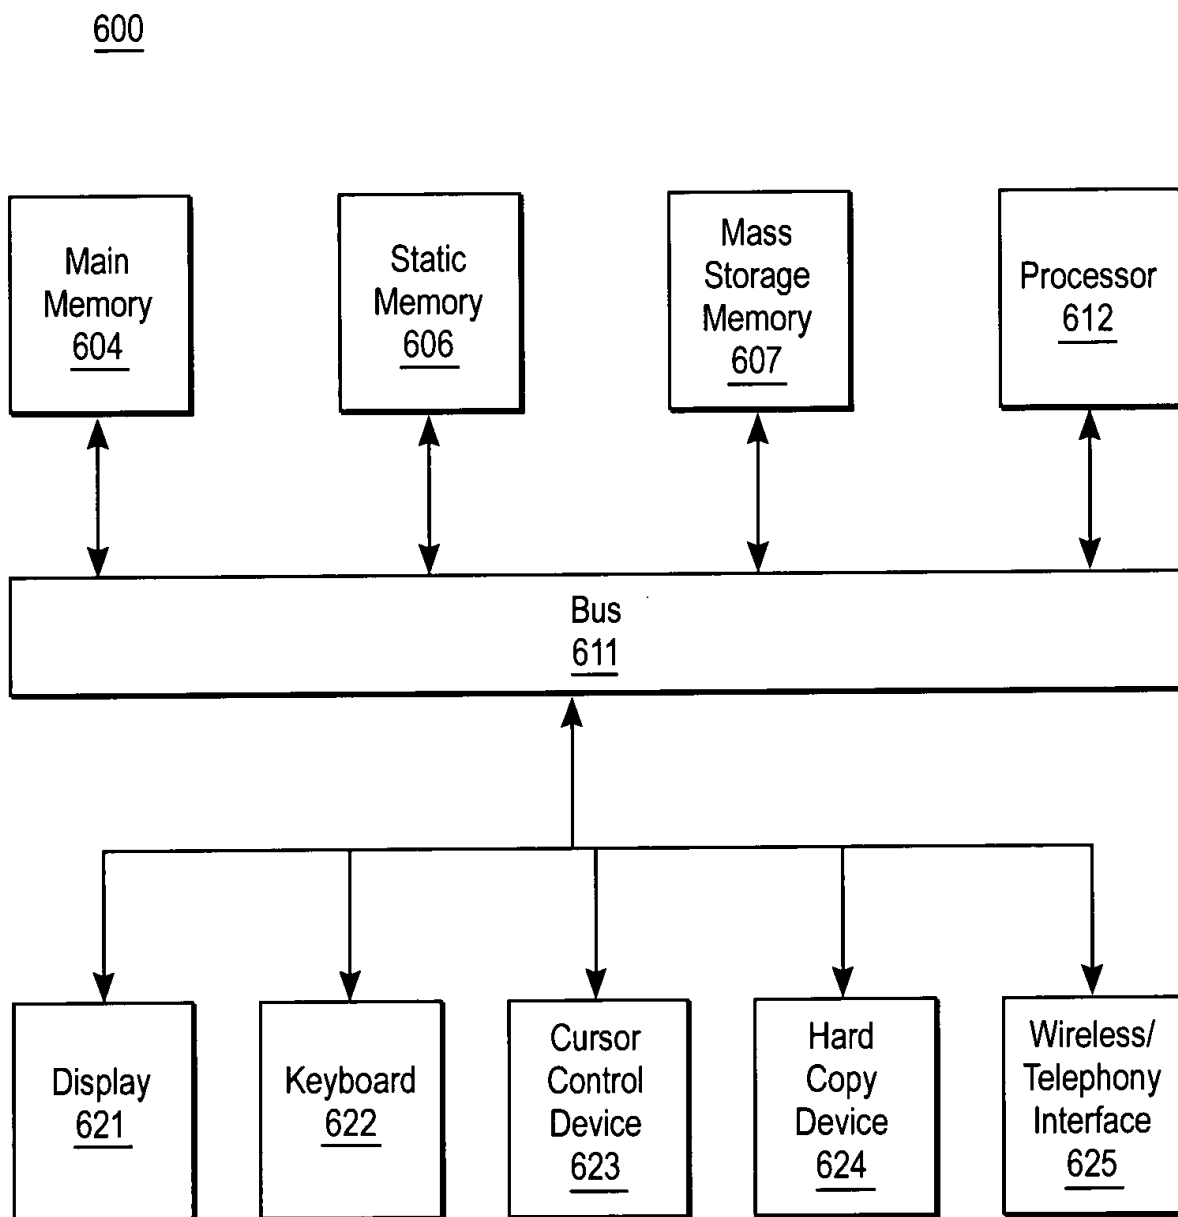 600
Main
Memory
604
Static
Memory
606
Mass
Storage
Memory
607
Processor
612
Bus
611
Display
621
Keyboard
622
Cursor
Control
Device
623
Hard
Copy
Device
624
Wireless/
Telephony
Interface
625